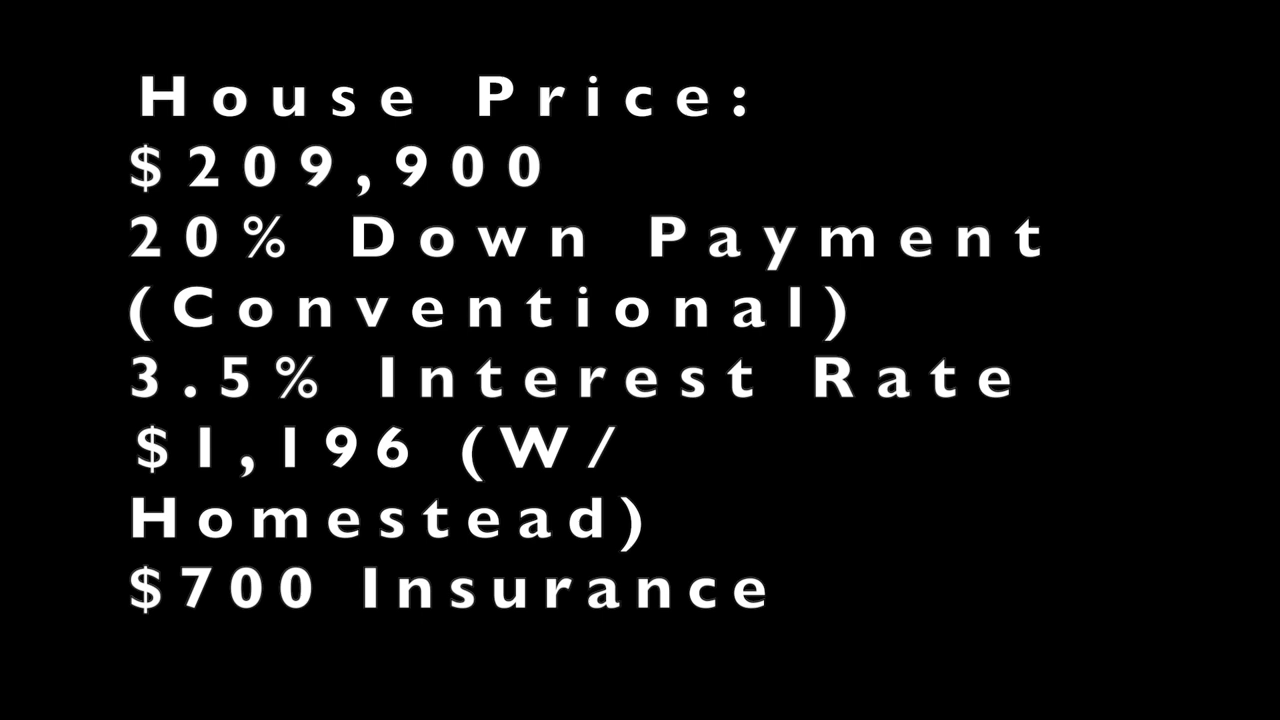 House Price:
$209,900
20% Down Payment
(Conventional)
3.5% Interest Rate
$1,196 (W/
Homestead)
$700 Insurance